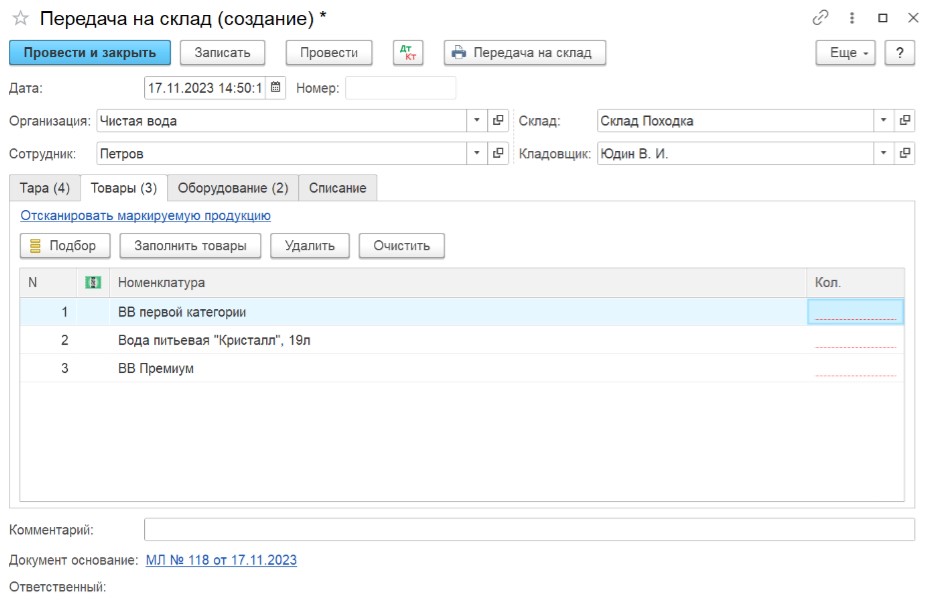 Передача на склад (создание) *
Провести и закрыть Записать Провести Дт Кт Передача на склад Еще ?
Дата: 17.11.2023 14:50:1 Номер:
Организация: Чистая вода Склад: Склад Походка
Сотрудник: Петров Кладовщик: Юдин В. И.
Тара (4) Товары (3) Оборудование (2) Списание
Отсканировать маркируемую продукцию
Подбор Заполнить товары Удалить Очистить
N Номенклатура Кол.
1 ВВ первой категории
2 Вода питьевая "Кристалл", 19л
3 ВВ Премиум
Комментарий:
Документ основание: МЛ № 118 от 17.11.2023
Ответственный: